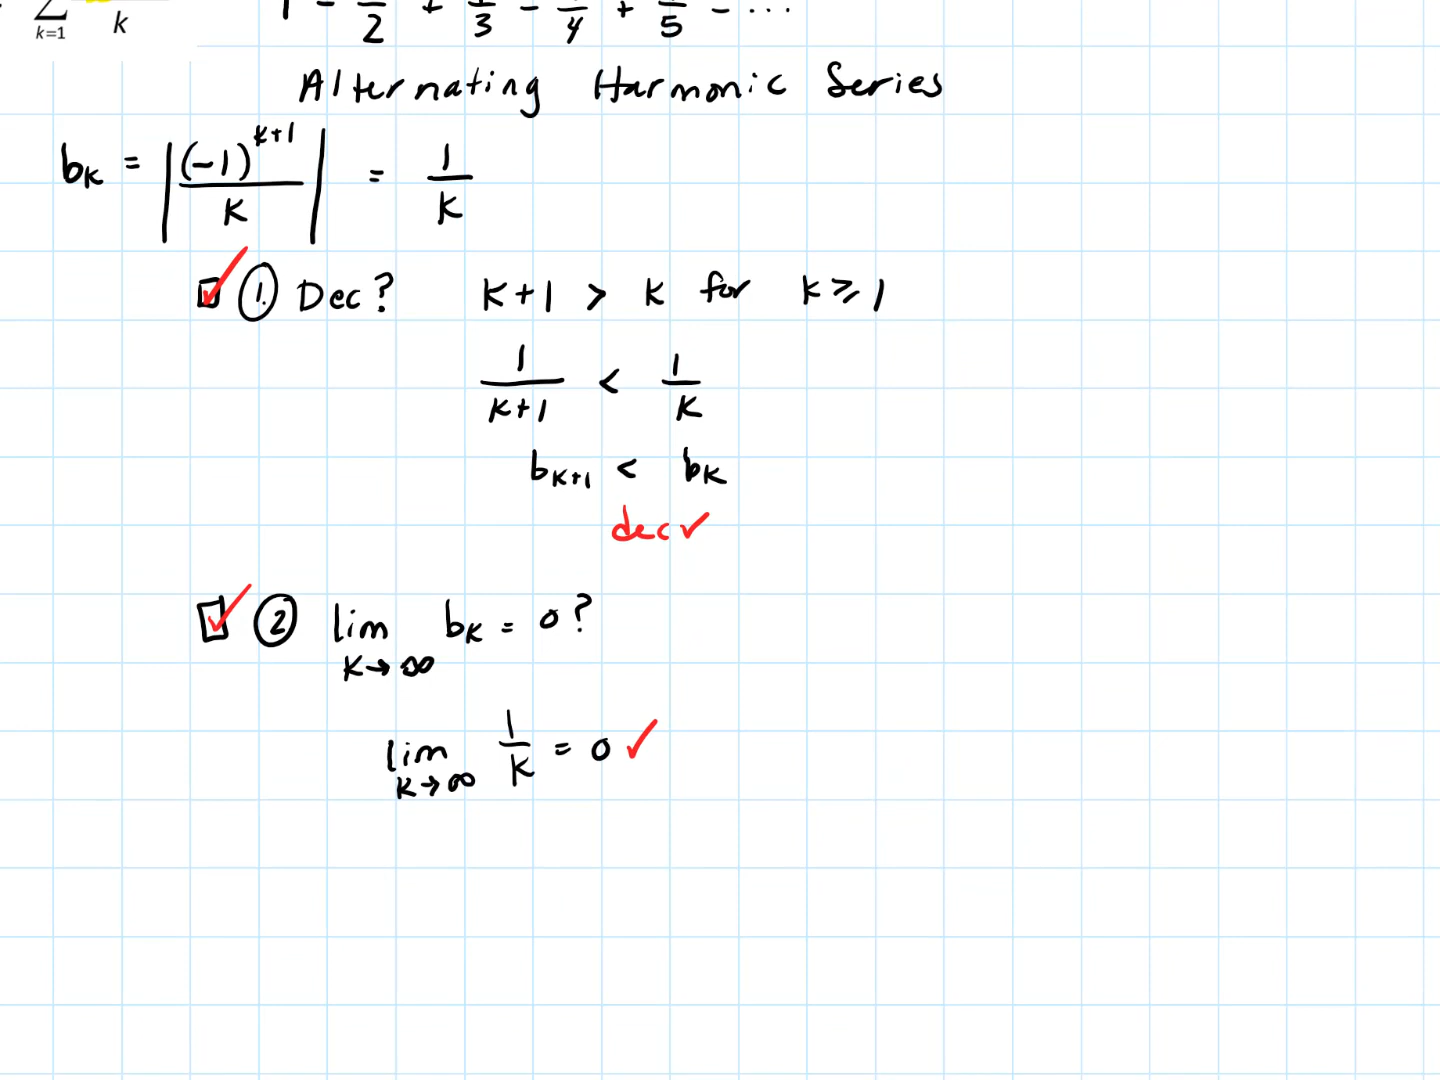 ∑ k=1 k 1 - 2 + 1/3 - 4 + 5 - ...
Alternating Harmonic Series
bK = |(-1)^K+1 / K| = 1/K
① Dec? K+1 > K for K ≥ 1
1/K+1 < 1/K
bK+1 < bK
dec ✓
② lim K→∞ bK = 0?
lim K→∞ 1/K = 0 ✓